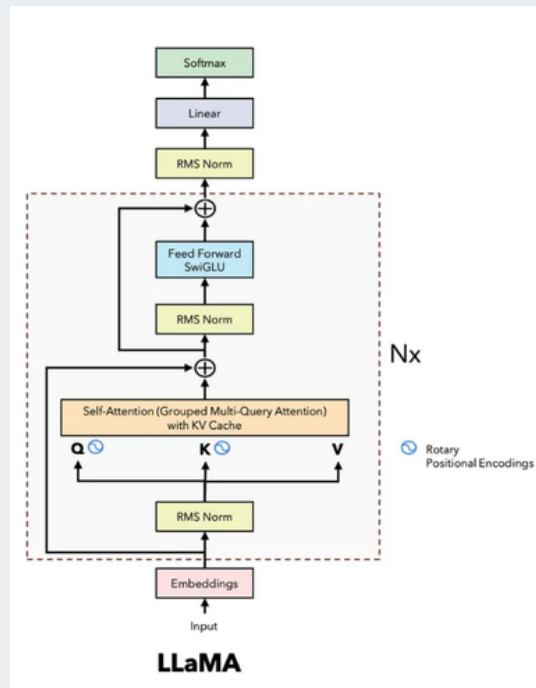 Softmax
Linear
RMS Norm
Feed Forward
SwiGLU
RMS Norm
Nx
Self-Attention (Grouped Multi-Query Attention)
with KV Cache
Q K V
Rotary
Positional Encodings
RMS Norm
Embeddings
Input
LLaMA